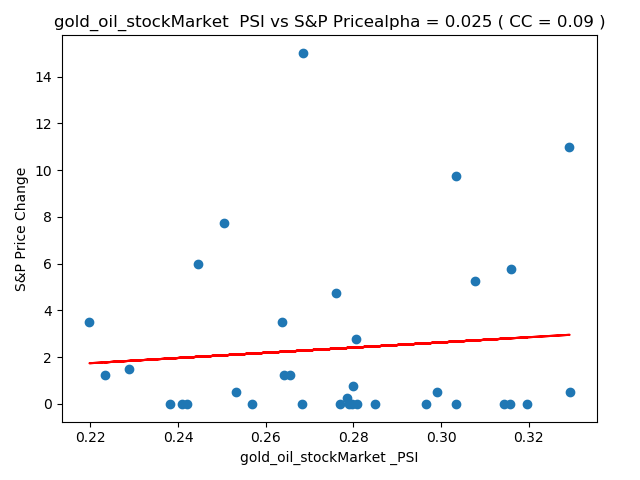 gold_oil_stockMarket  PSI vs S&P Pricealpha = 0.025 ( CC = 0.09 )
14
12
10
8
6
4
2
0
S&P Price Change
0.22 0.24 0.26 0.28 0.30 0.32
gold_oil_stockMarket _PSI